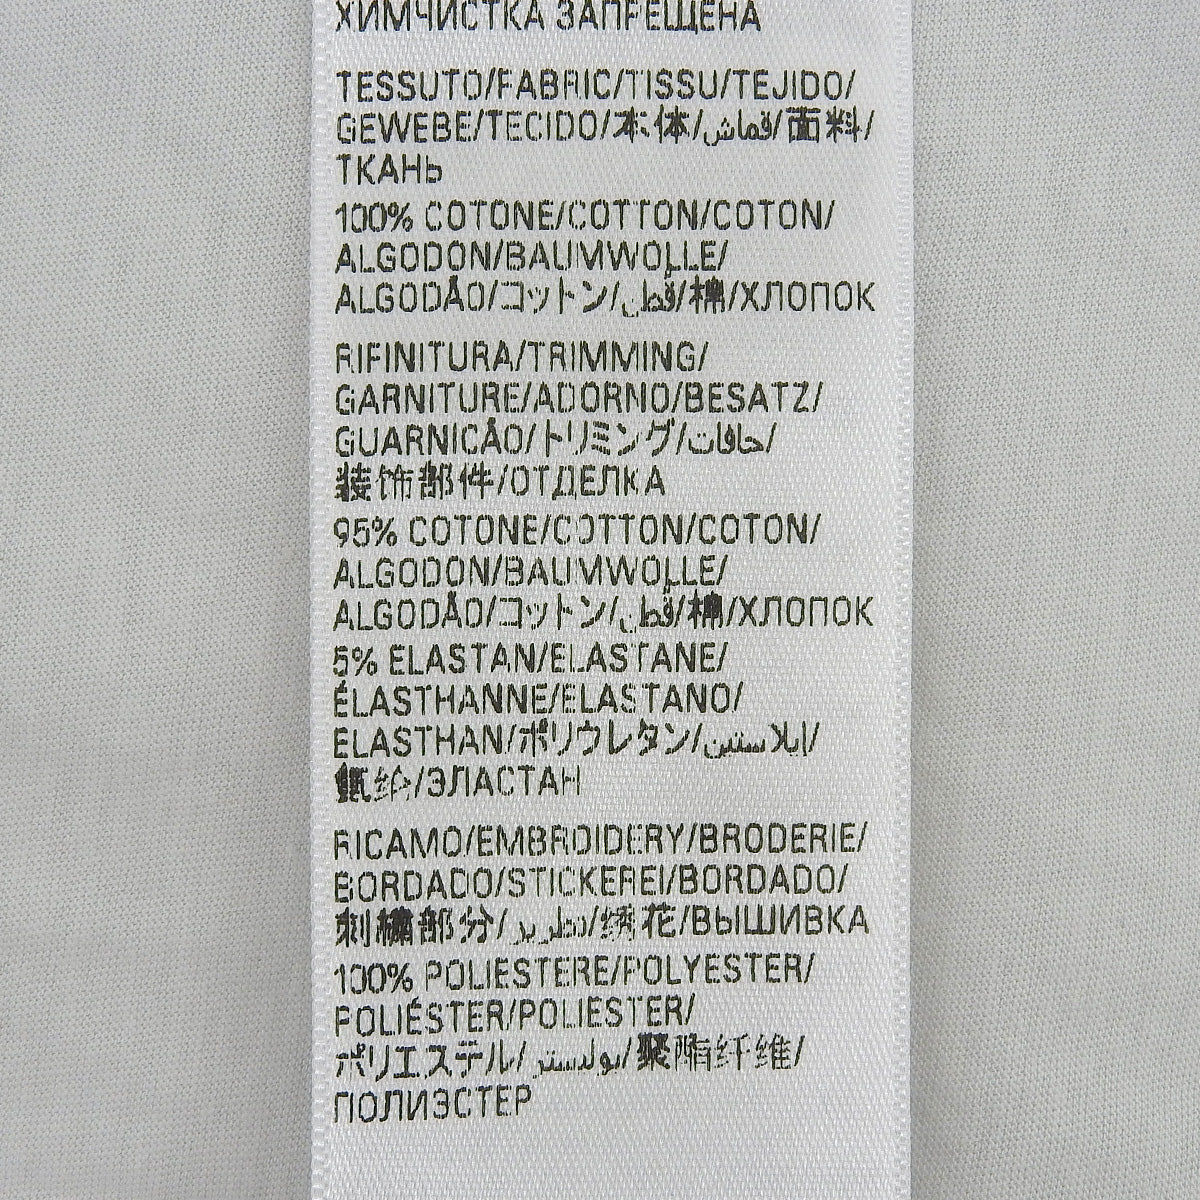 ХИМЧИСТКА ЗАПРЕЩЕНА
TESSUTO/FABRIC/TISSU/TEJIDO/
GEWEBE/TECIDO/本体/قماش/面料/
ТКАНЬ
100% COTONE/COTTON/COTON/
ALGODÓN/BAUMWOLLE/
ALGODÃO/コットン/قطن/棉/ХЛОПОК
RIFINITURA/TRIMMING/
GARNITURE/ADORNO/BESATZ/
GUARNICÃO/トリミング/حافات/
装饰部件/ОТДЕЛКА
95% COTONE/COTTON/COTON/
ALGODÓN/BAUMWOLLE/
ALGODÃO/コットン/قطن/棉/ХЛОПОК
5% ELASTAN/ELASTANE/
ÉLASTHANNE/ELASTANO/
ELASTHAN/ポリウレタン/إيلاستين/
氨纶/ЭЛАСТАН
RICAMO/EMBROIDERY/BRODERIE/
BORDADO/STICKEREI/BORDADO/
刺繍部分/تطريز/绣花/ВЫШИВКА
100% POLIESTERE/POLYESTER/
POLIÉSTER/POLIESTER/
ポリエステル/بوليستر/聚酯纤维/
ПОЛИЭСТЕР